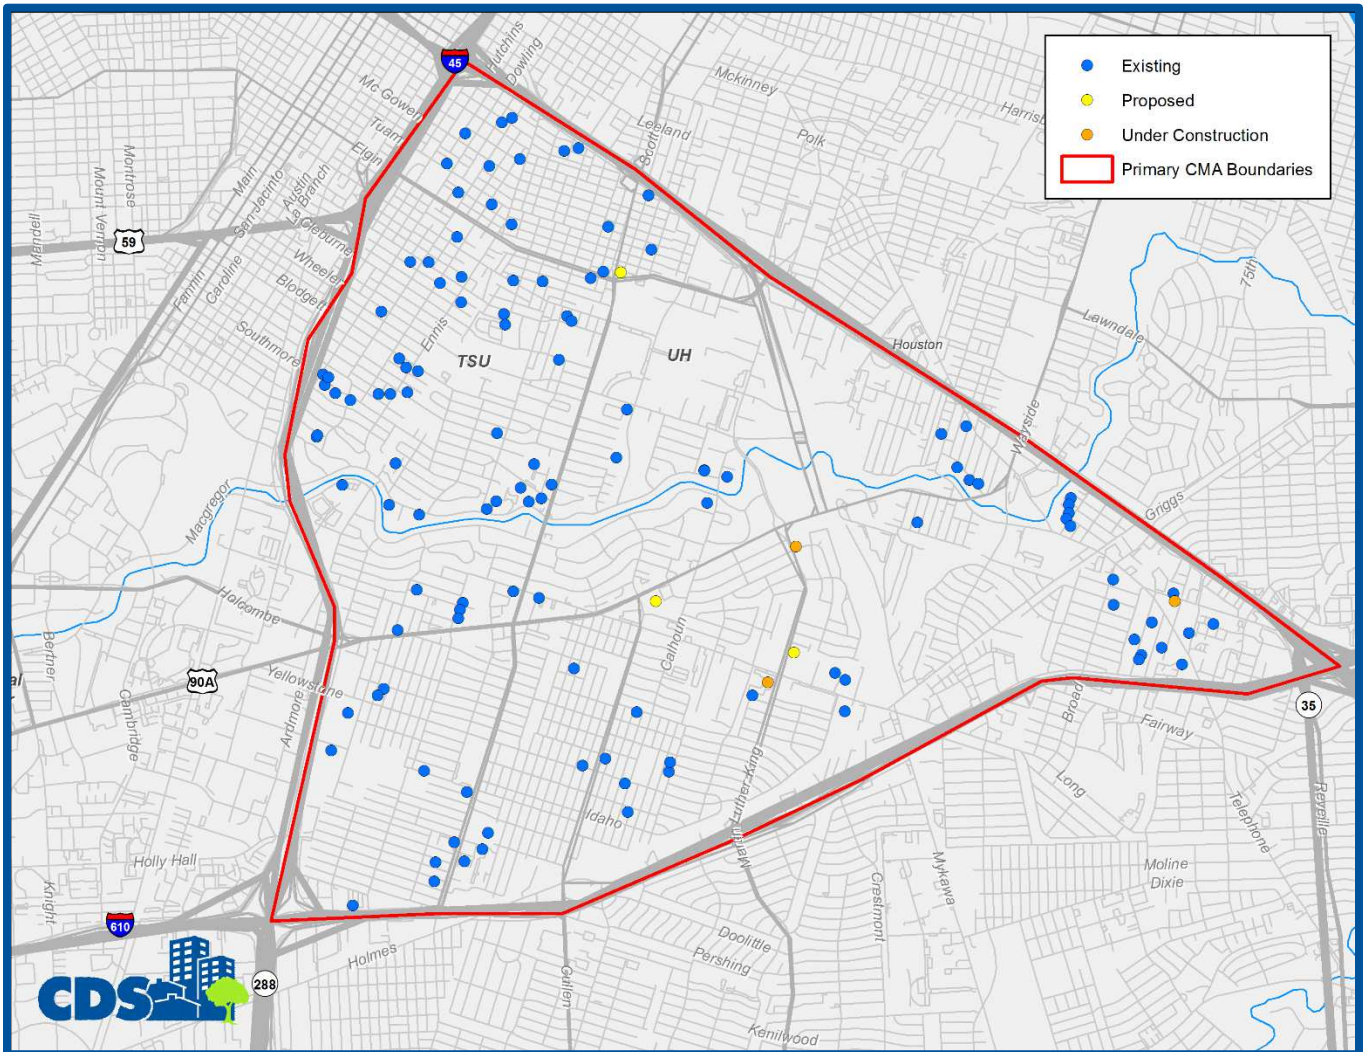 Existing
Proposed
Under Construction
Primary CMA Boundaries
45
Hutchins
Dowling
Mc Gowen
Tuam
Elgin
Mckinney
Leeland
Polk
Scott
Montrose
Mount Vernon
Mandell
Main
San Jacinto
Austin
La Branch
Cleburne
Wheeler
Blodgett
Caroline
Fannin
Southmore
59
Ennis
TSU
UH
Houston
75th
Lawndale
Wayside
Griggs
Macgregor
Holcombe
Bertner
90A
Yellowstone
Cambridge
Ardmore
Calhoun
Broad
Fairway
35
Long
Telephone
Reveille
Idaho
Martin
Luther King
Holly Hall
Knight
610
Holmes
288
Cullen
Doolittle
Pershing
Crestmont
Mykawa
Moline
Dixie
Kenilwood
CDS